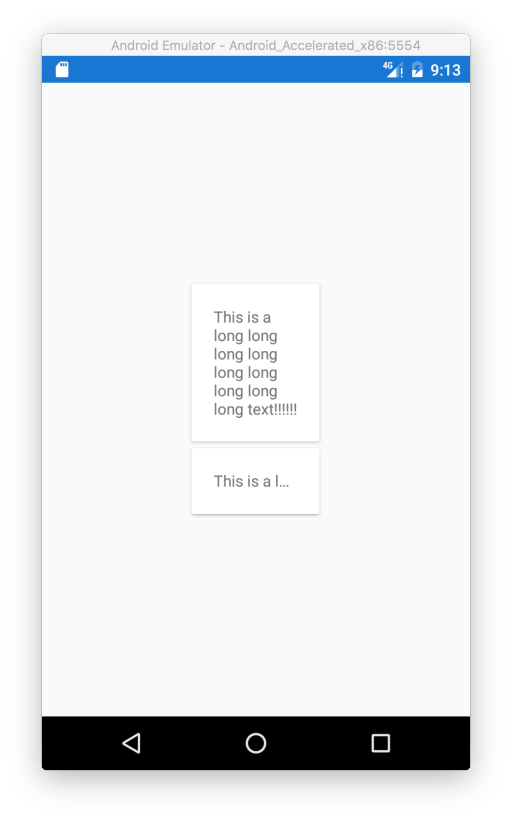 Android Emulator - Android_Accelerated_x86:5554
4G 9:13
This is a
long long
long long
long long
long long
long text!!!!!!
This is a l...